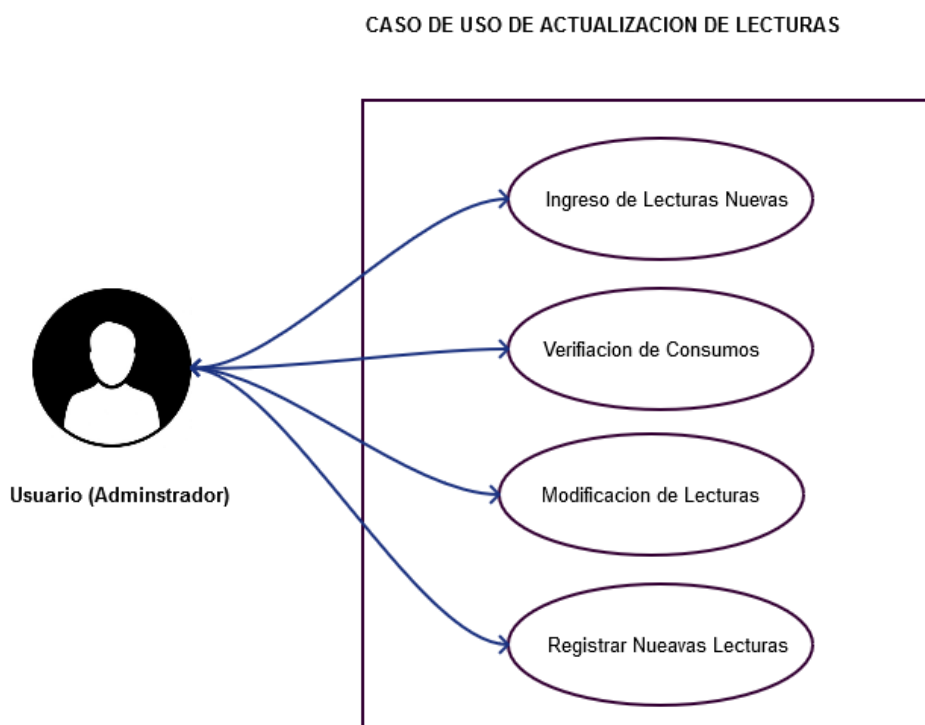 CASO DE USO DE ACTUALIZACION DE LECTURAS
Ingreso de Lecturas Nuevas
Verifiacion de Consumos
Usuario (Adminstrador)
Modificacion de Lecturas
Registrar Nueavas Lecturas